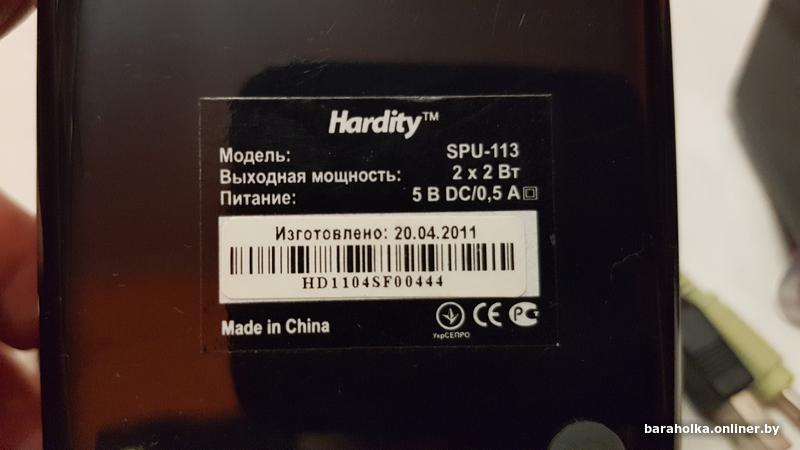 Hardity™
Модель: SPU-113
Выходная мощность: 2 x 2 Вт
Питание: 5 В DC/0,5 А
Изготовлено: 20.04.2011
HD1104SF00444
Made in China
УкрСЕПРО
CE
baraholka.onliner.by